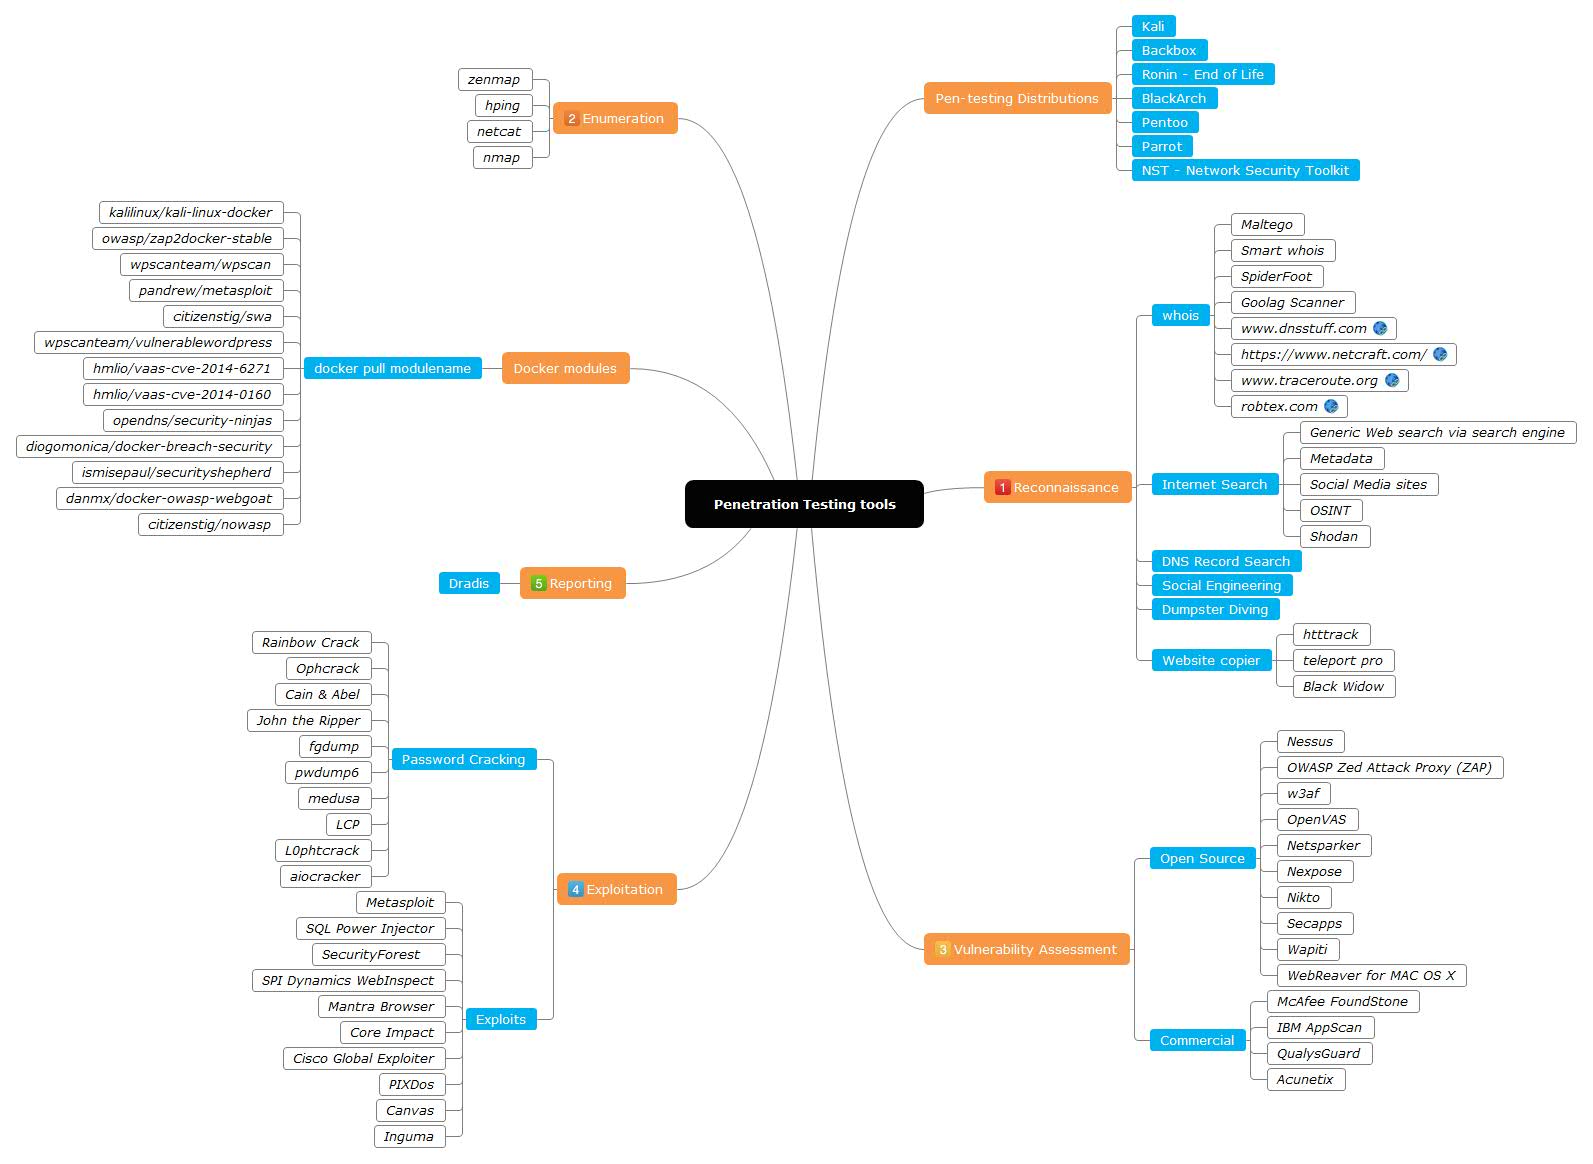 Penetration Testing tools
Pen-testing Distributions
Kali
Backbox
Ronin - End of Life
BlackArch
Pentoo
Parrot
NST - Network Security Toolkit
1 Reconnaissance
whois
Maltego
Smart whois
SpiderFoot
Goolag Scanner
www.dnsstuff.com
https://www.netcraft.com/
www.traceroute.org
robtex.com
Internet Search
Generic Web search via search engine
Metadata
Social Media sites
OSINT
Shodan
DNS Record Search
Social Engineering
Dumpster Diving
Website copier
htttrack
teleport pro
Black Widow
3 Vulnerability Assessment
Open Source
Nessus
OWASP Zed Attack Proxy (ZAP)
w3af
OpenVAS
Netsparker
Nexpose
Nikto
Secapps
Wapiti
WebReaver for MAC OS X
Commercial
McAfee FoundStone
IBM AppScan
QualysGuard
Acunetix
2 Enumeration
zenmap
hping
netcat
nmap
Docker modules
docker pull modulename
kalilinux/kali-linux-docker
owasp/zap2docker-stable
wpscanteam/wpscan
pandrew/metasploit
citizenstig/swa
wpscanteam/vulnerablewordpress
hmlio/vaas-cve-2014-6271
hmlio/vaas-cve-2014-0160
opendns/security-ninjas
diogomonica/docker-breach-security
ismisepaul/securityshepherd
danmx/docker-owasp-webgoat
citizenstig/nowasp
5 Reporting
Dradis
4 Exploitation
Password Cracking
Rainbow Crack
Ophcrack
Cain & Abel
John the Ripper
fgdump
pwdump6
medusa
LCP
L0phtcrack
aiocracker
Exploits
Metasploit
SQL Power Injector
SecurityForest
SPI Dynamics WebInspect
Mantra Browser
Core Impact
Cisco Global Exploiter
PIXDos
Canvas
Inguma